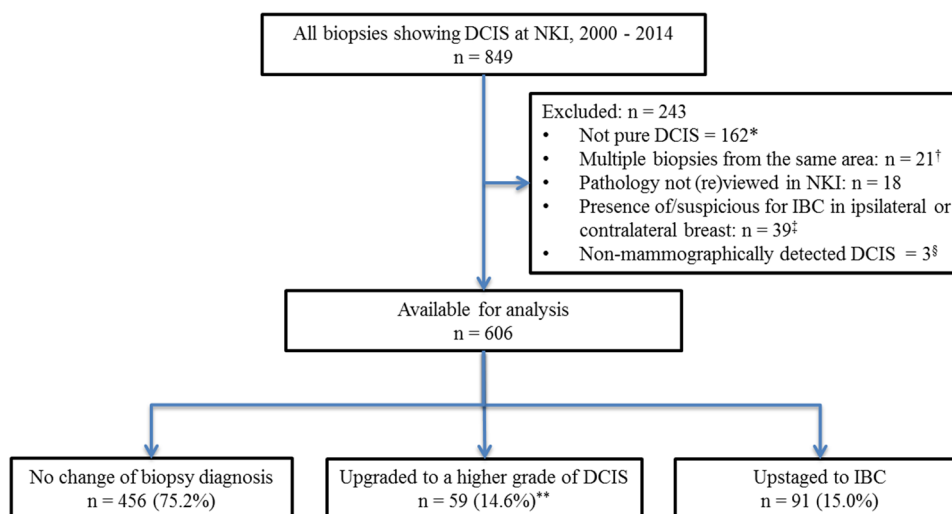 All biopsies showing DCIS at NKI, 2000 - 2014
n = 849
Excluded: n = 243
• Not pure DCIS = 162*
• Multiple biopsies from the same area: n = 21†
• Pathology not (re)viewed in NKI: n = 18
• Presence of/suspicious for IBC in ipsilateral or
contralateral breast: n = 39‡
• Non-mammographically detected DCIS = 3§
Available for analysis
n = 606
No change of biopsy diagnosis
n = 456 (75.2%)
Upgraded to a higher grade of DCIS
n = 59 (14.6%)**
Upstaged to IBC
n = 91 (15.0%)